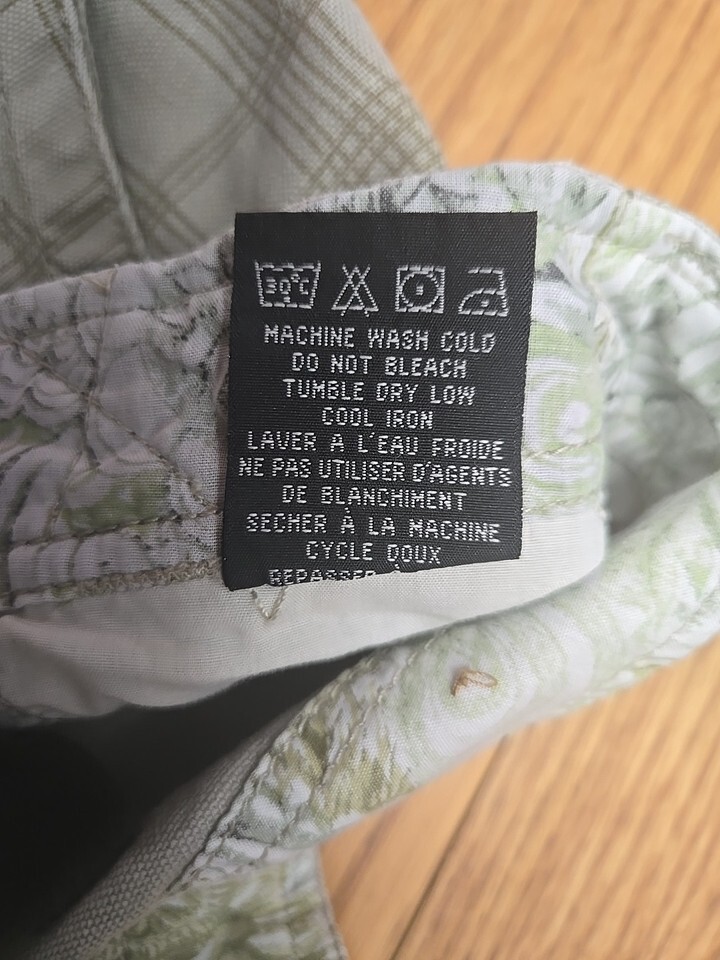 30°C
MACHINE WASH COLD
DO NOT BLEACH
TUMBLE DRY LOW
COOL IRON
LAVER A L'EAU FROIDE
NE PAS UTILISER D'AGENTS
DE BLANCHIMENT
SECHER À LA MACHINE
CYCLE DOUX
REPASSER À